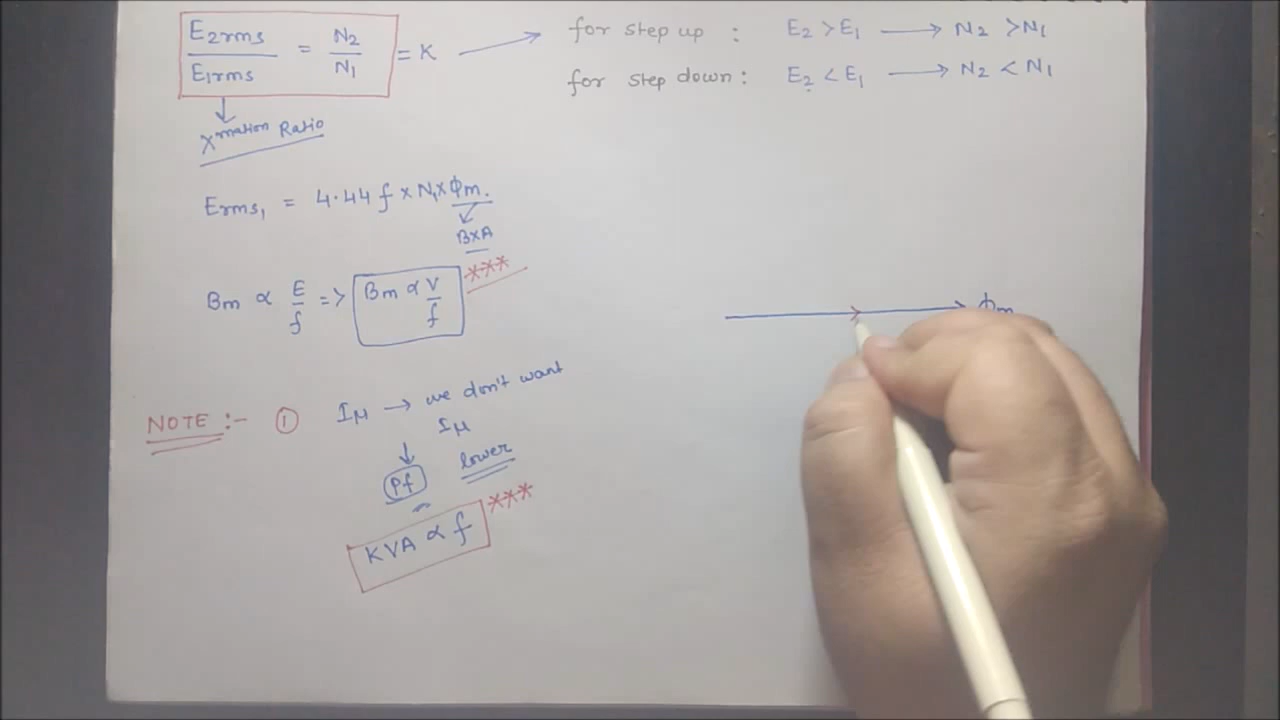 E2rms / E1rms = N2 / N1 = K → for step up : E2 > E1 → N2 > N1
for step down : E2 < E1 → N2 < N1
↓
Xmation Ratio
Erms1 = 4.44 f × N1 × ϕm.
↓
B×A
Bm ∝ E / f => Bm ∝ V / f ***
ϕm
NOTE :- ① Iμ → we don't want
Iμ
↓ lower
Pf
KVA ∝ f ***